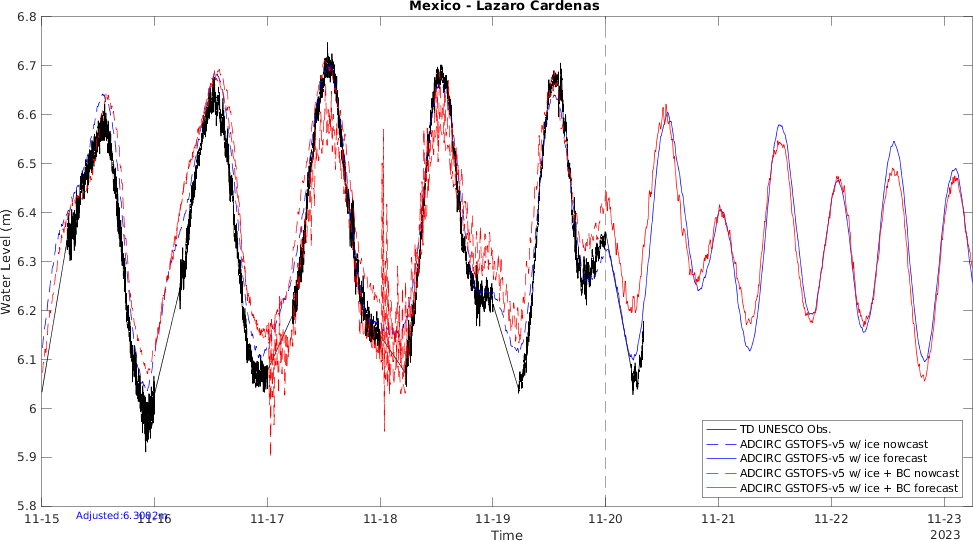 Mexico - Lazaro Cardenas
6.8
6.7
6.6
6.5
6.4
6.3
6.2
6.1
6
5.9
5.8
Water Level (m)
TD UNESCO Obs.
ADCIRC GSTOFS-v5 w/ ice nowcast
ADCIRC GSTOFS-v5 w/ ice forecast
ADCIRC GSTOFS-v5 w/ ice + BC nowcast
ADCIRC GSTOFS-v5 w/ ice + BC forecast
11-15 11-16 11-17 11-18 11-19 11-20 11-21 11-22 11-23
Adjusted:6.3092m
Time
2023